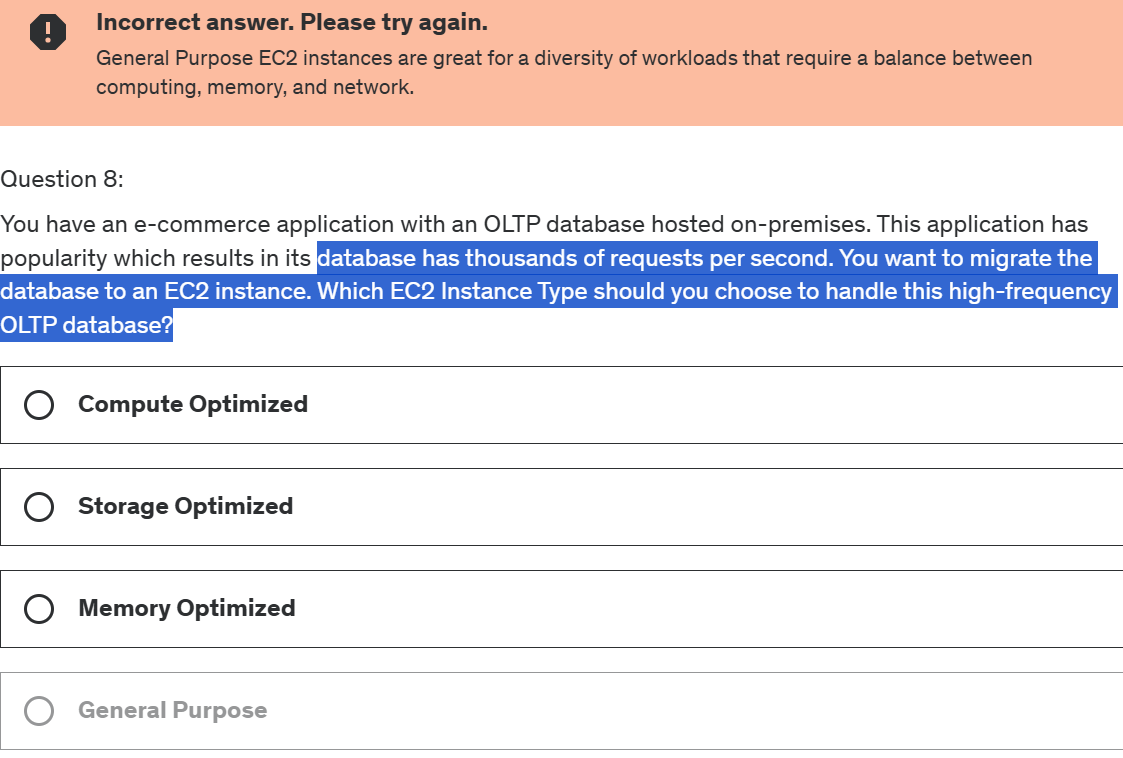 Incorrect answer. Please try again.
General Purpose EC2 instances are great for a diversity of workloads that require a balance between
computing, memory, and network.
Question 8:
You have an e-commerce application with an OLTP database hosted on-premises. This application has
popularity which results in its database has thousands of requests per second. You want to migrate the
database to an EC2 instance. Which EC2 Instance Type should you choose to handle this high-frequency
OLTP database?
Compute Optimized
Storage Optimized
Memory Optimized
General Purpose